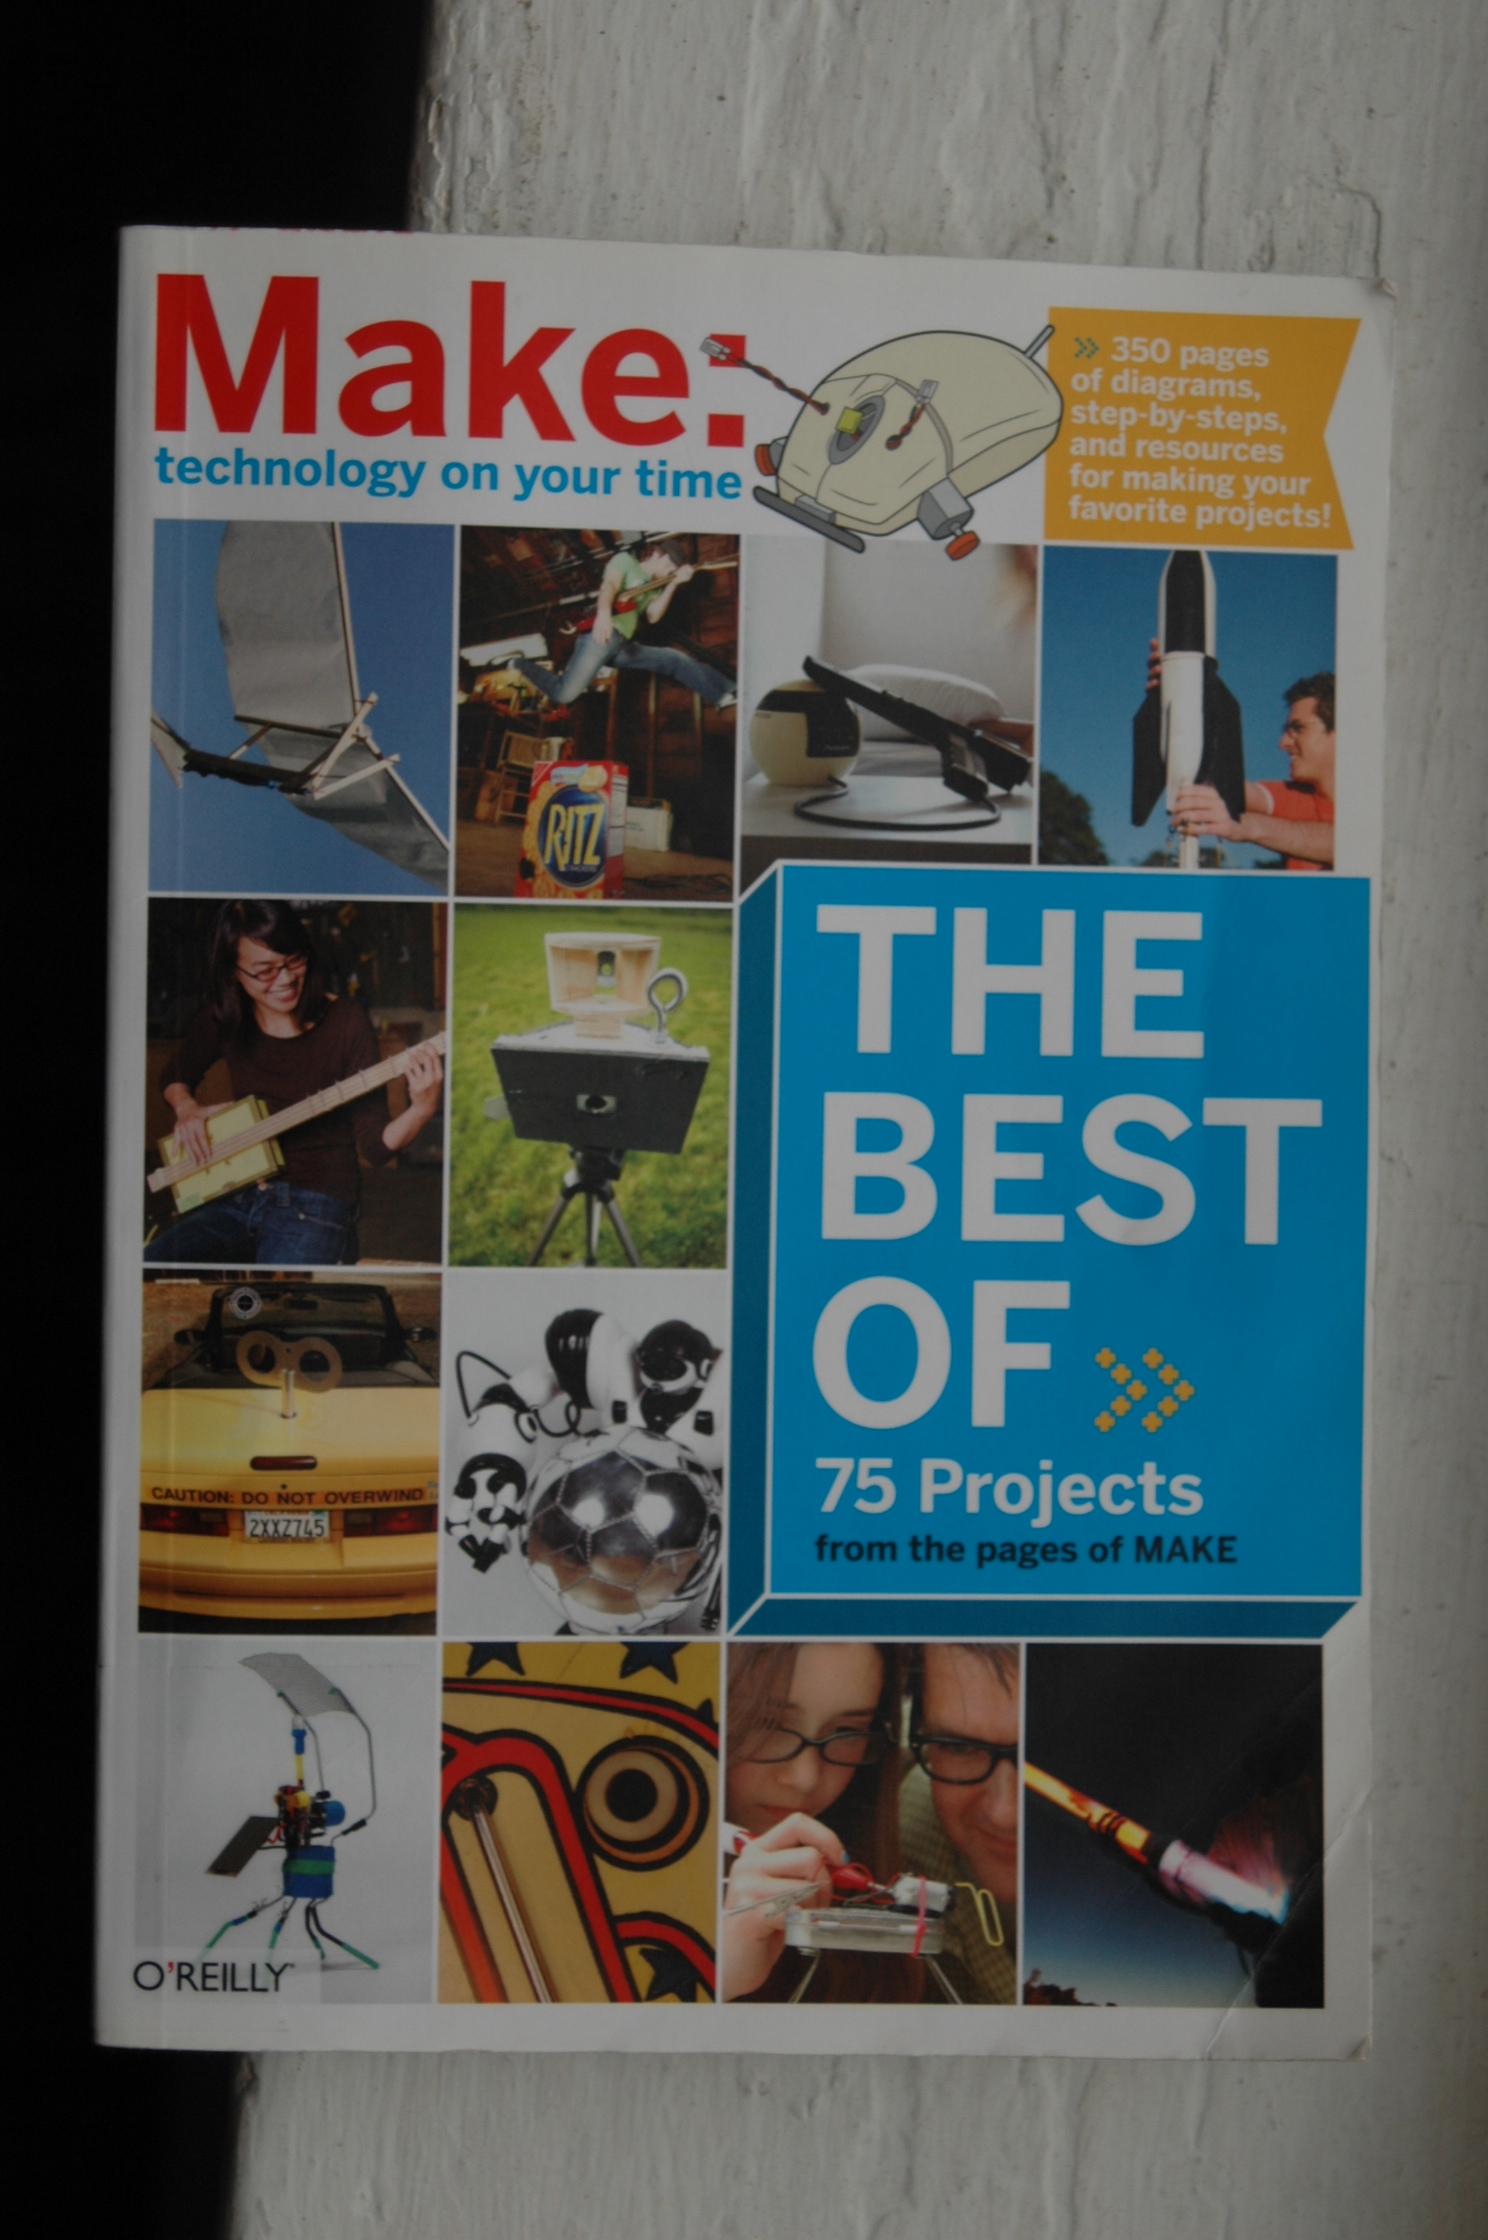 Make:
technology on your time
» 350 pages
of diagrams,
step-by-steps,
and resources
for making your
favorite projects!
RITZ
THE
BEST
OF »
75 Projects
from the pages of MAKE
CAUTION: DO NOT OVERWIND
2XXZ745
O'REILLY